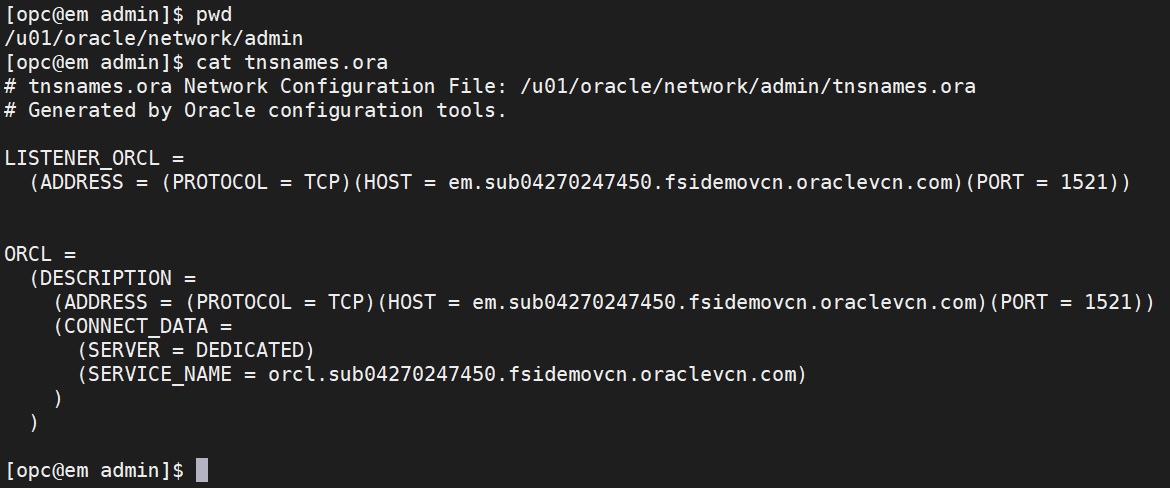 [opc@em admin]$ pwd
/u01/oracle/network/admin
[opc@em admin]$ cat tnsnames.ora
# tnsnames.ora Network Configuration File: /u01/oracle/network/admin/tnsnames.ora
# Generated by Oracle configuration tools.

LISTENER_ORCL =
  (ADDRESS = (PROTOCOL = TCP)(HOST = em.sub04270247450.fsidemovcn.oraclevcn.com)(PORT = 1521))


ORCL =
  (DESCRIPTION =
    (ADDRESS = (PROTOCOL = TCP)(HOST = em.sub04270247450.fsidemovcn.oraclevcn.com)(PORT = 1521))
    (CONNECT_DATA =
      (SERVER = DEDICATED)
      (SERVICE_NAME = orcl.sub04270247450.fsidemovcn.oraclevcn.com)
    )
  )

[opc@em admin]$